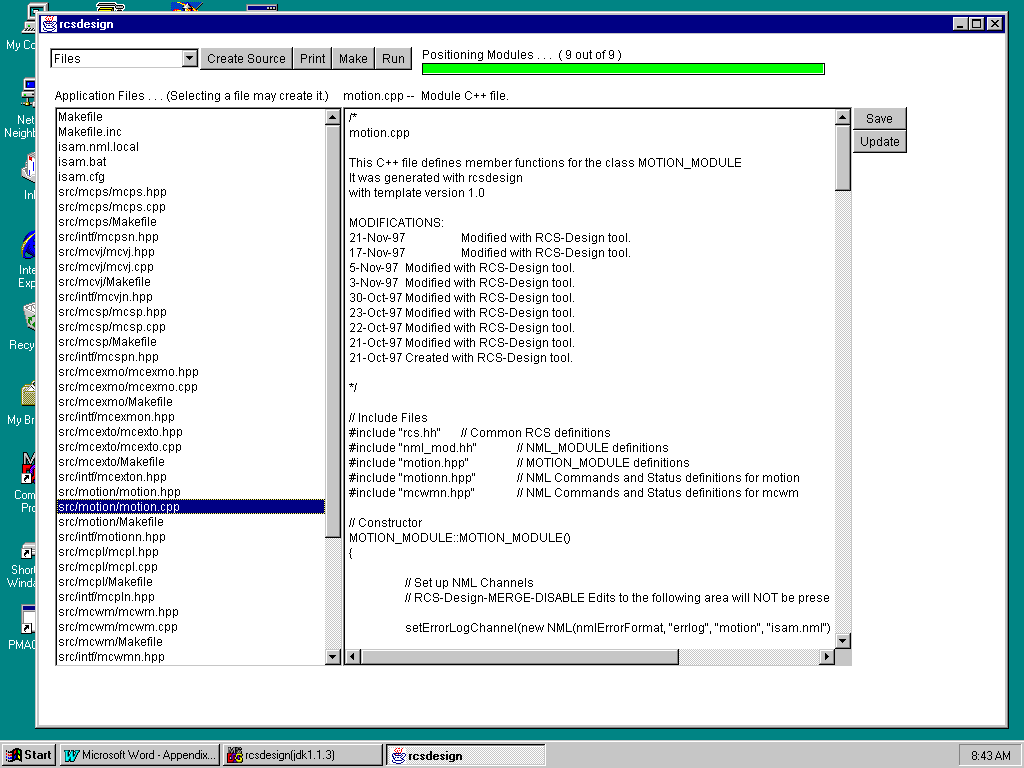 rcsdesign
My Co
Net
Neighb
In
Inte
Exp
Recy
My Br
Com
Pro
Short
Windo
PMAC
Files
Create Source
Print
Make
Run
Positioning Modules . . . ( 9 out of 9 )
Application Files . . . (Selecting a file may create it.)
motion.cpp -- Module C++ file.
Makefile
Makefile.inc
isam.nml.local
isam.bat
isam.cfg
src/mcps/mcps.hpp
src/mcps/mcps.cpp
src/mcps/Makefile
src/intf/mcpsn.hpp
src/mcvj/mcvj.hpp
src/mcvj/mcvj.cpp
src/mcvj/Makefile
src/intf/mcvjn.hpp
src/mcsp/mcsp.hpp
src/mcsp/mcsp.cpp
src/mcsp/Makefile
src/intf/mcspn.hpp
src/mcexmo/mcexmo.hpp
src/mcexmo/mcexmo.cpp
src/mcexmo/Makefile
src/intf/mcexmon.hpp
src/mcexto/mcexto.hpp
src/mcexto/mcexto.cpp
src/mcexto/Makefile
src/intf/mcexton.hpp
src/motion/motion.hpp
src/motion/motion.cpp
src/motion/Makefile
src/intf/motionn.hpp
src/mcpl/mcpl.hpp
src/mcpl/mcpl.cpp
src/mcpl/Makefile
src/intf/mcpln.hpp
src/mcwm/mcwm.hpp
src/mcwm/mcwm.cpp
src/mcwm/Makefile
src/intf/mcwmn.hpp
/*
motion.cpp
This C++ file defines member functions for the class MOTION_MODULE
It was generated with rcsdesign
with template version 1.0
MODIFICATIONS:
21-Nov-97 Modified with RCS-Design tool.
17-Nov-97 Modified with RCS-Design tool.
5-Nov-97 Modified with RCS-Design tool.
3-Nov-97 Modified with RCS-Design tool.
30-Oct-97 Modified with RCS-Design tool.
23-Oct-97 Modified with RCS-Design tool.
22-Oct-97 Modified with RCS-Design tool.
21-Oct-97 Modified with RCS-Design tool.
21-Oct-97 Created with RCS-Design tool.
*/
// Include Files
#include "rcs.hh" // Common RCS definitions
#include "nml_mod.hh" // NML_MODULE definitions
#include "motion.hpp" // MOTION_MODULE definitions
#include "motionn.hpp" // NML Commands and Status definitions for motion
#include "mcwmn.hpp" // NML Commands and Status definitions for mcwm
// Constructor
MOTION_MODULE::MOTION_MODULE()
{
// Set up NML Channels
// RCS-Design-MERGE-DISABLE Edits to the following area will NOT be prese
setErrorLogChannel(new NML(nmlErrorFormat, "errlog", "motion", "isam.nml")
Save
Update
Start
Microsoft Word - Appendix...
rcsdesign(jdk1.1.3)
rcsdesign
8:43 AM